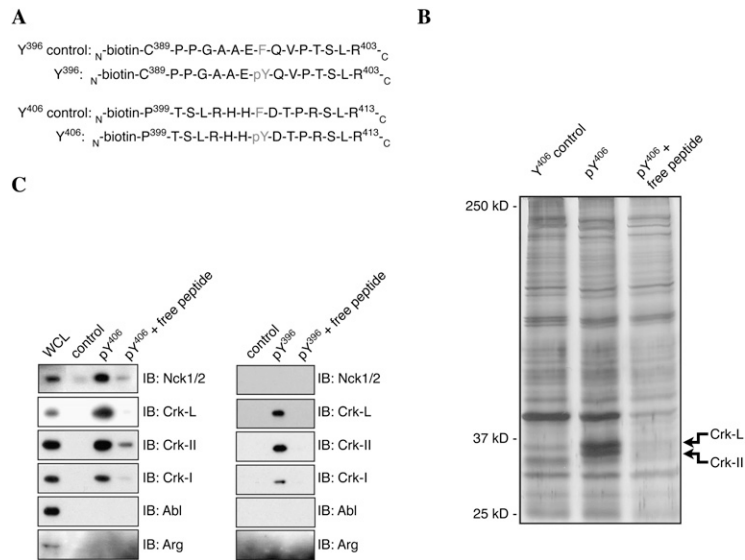 A
Y³⁹⁶ control: N-biotin-C³⁸⁹-P-P-G-A-A-E-F-Q-V-P-T-S-L-R⁴⁰³-C
Y³⁹⁶: N-biotin-C³⁸⁹-P-P-G-A-A-E-pY-Q-V-P-T-S-L-R⁴⁰³-C
Y⁴⁰⁶ control: N-biotin-P³⁹⁹-T-S-L-R-H-H-F-D-T-P-R-S-L-R⁴¹³-C
Y⁴⁰⁶: N-biotin-P³⁹⁹-T-S-L-R-H-H-pY-D-T-P-R-S-L-R⁴¹³-C
B
Y⁴⁰⁶ control
pY⁴⁰⁶
pY⁴⁰⁶ +
free peptide
250 kD -
37 kD -
25 kD -
Crk-L
Crk-II
C
WCL
control
pY⁴⁰⁶
pY⁴⁰⁶ + free peptide
IB: Nck1/2
IB: Crk-L
IB: Crk-II
IB: Crk-I
IB: Abl
IB: Arg
control
pY³⁹⁶
pY³⁹⁶ + free peptide
IB: Nck1/2
IB: Crk-L
IB: Crk-II
IB: Crk-I
IB: Abl
IB: Arg